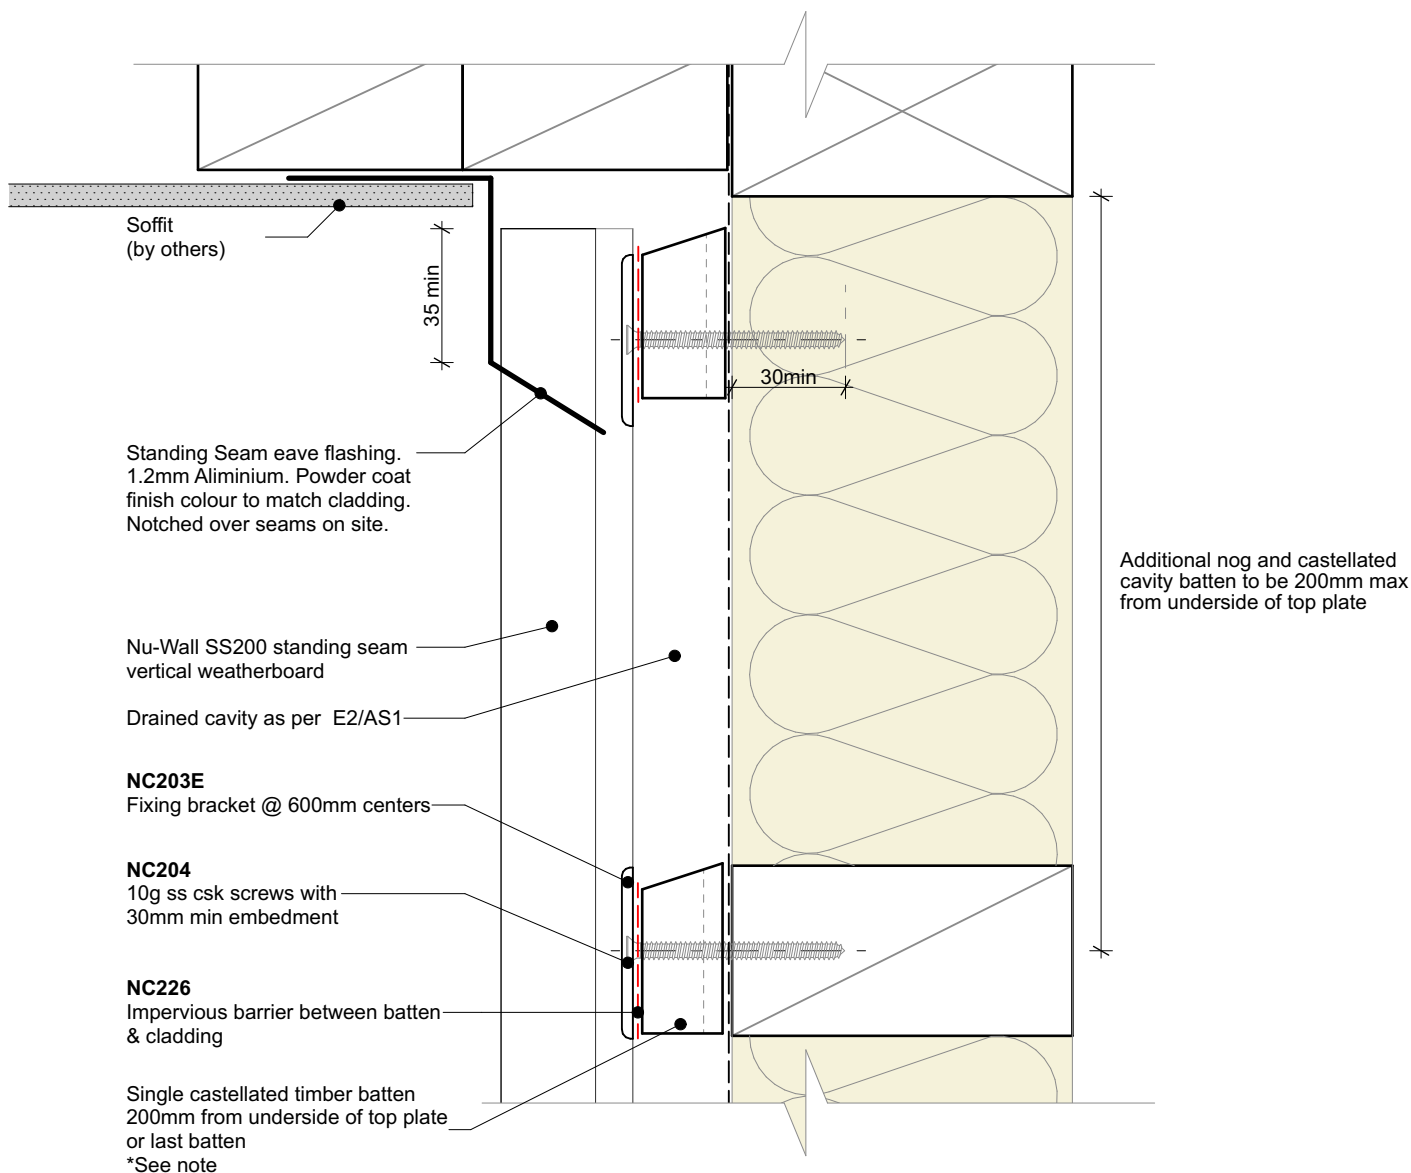 Soffit
(by others)
35 min
30min
Standing Seam eave flashing.
1.2mm Aliminium. Powder coat
finish colour to match cladding.
Notched over seams on site.
Additional nog and castellated
cavity batten to be 200mm max
from underside of top plate
Nu-Wall SS200 standing seam
vertical weatherboard
Drained cavity as per E2/AS1
NC203E
Fixing bracket @ 600mm centers
NC204
10g ss csk screws with
30mm min embedment
NC226
Impervious barrier between batten
& cladding
Single castellated timber batten
200mm from underside of top plate
or last batten
*See note